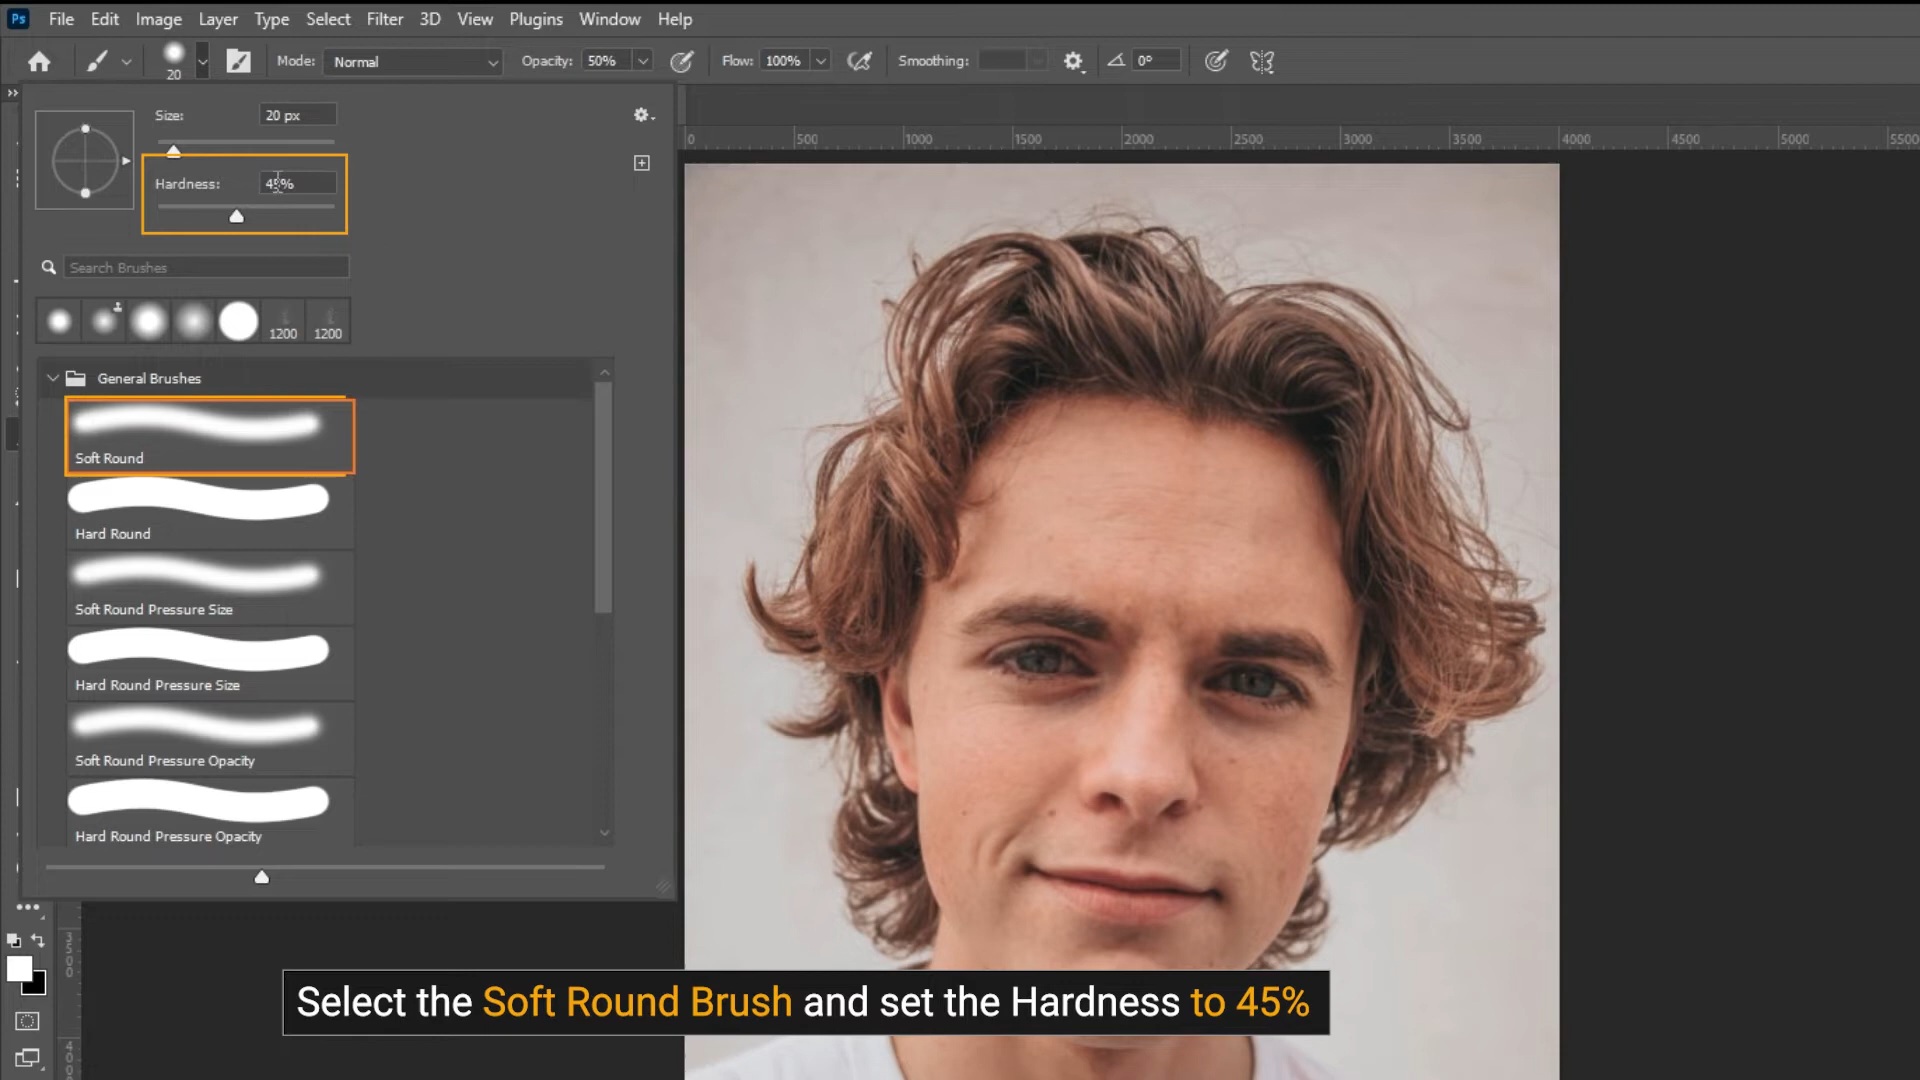 Ps File Edit Image Layer Type Select Filter 3D View Plugins Window Help
20 Mode: Normal Opacity: 50% Flow: 100% Smoothing: 0°
Size: 20 px
Hardness: 45%
Search Brushes
1200 1200
General Brushes
Soft Round
Hard Round
Soft Round Pressure Size
Hard Round Pressure Size
Soft Round Pressure Opacity
Hard Round Pressure Opacity
0 500 1000 1500 2000 2500 3000 3500 4000 4500 5000 5500
3500
400
Select the Soft Round Brush and set the Hardness to 45%